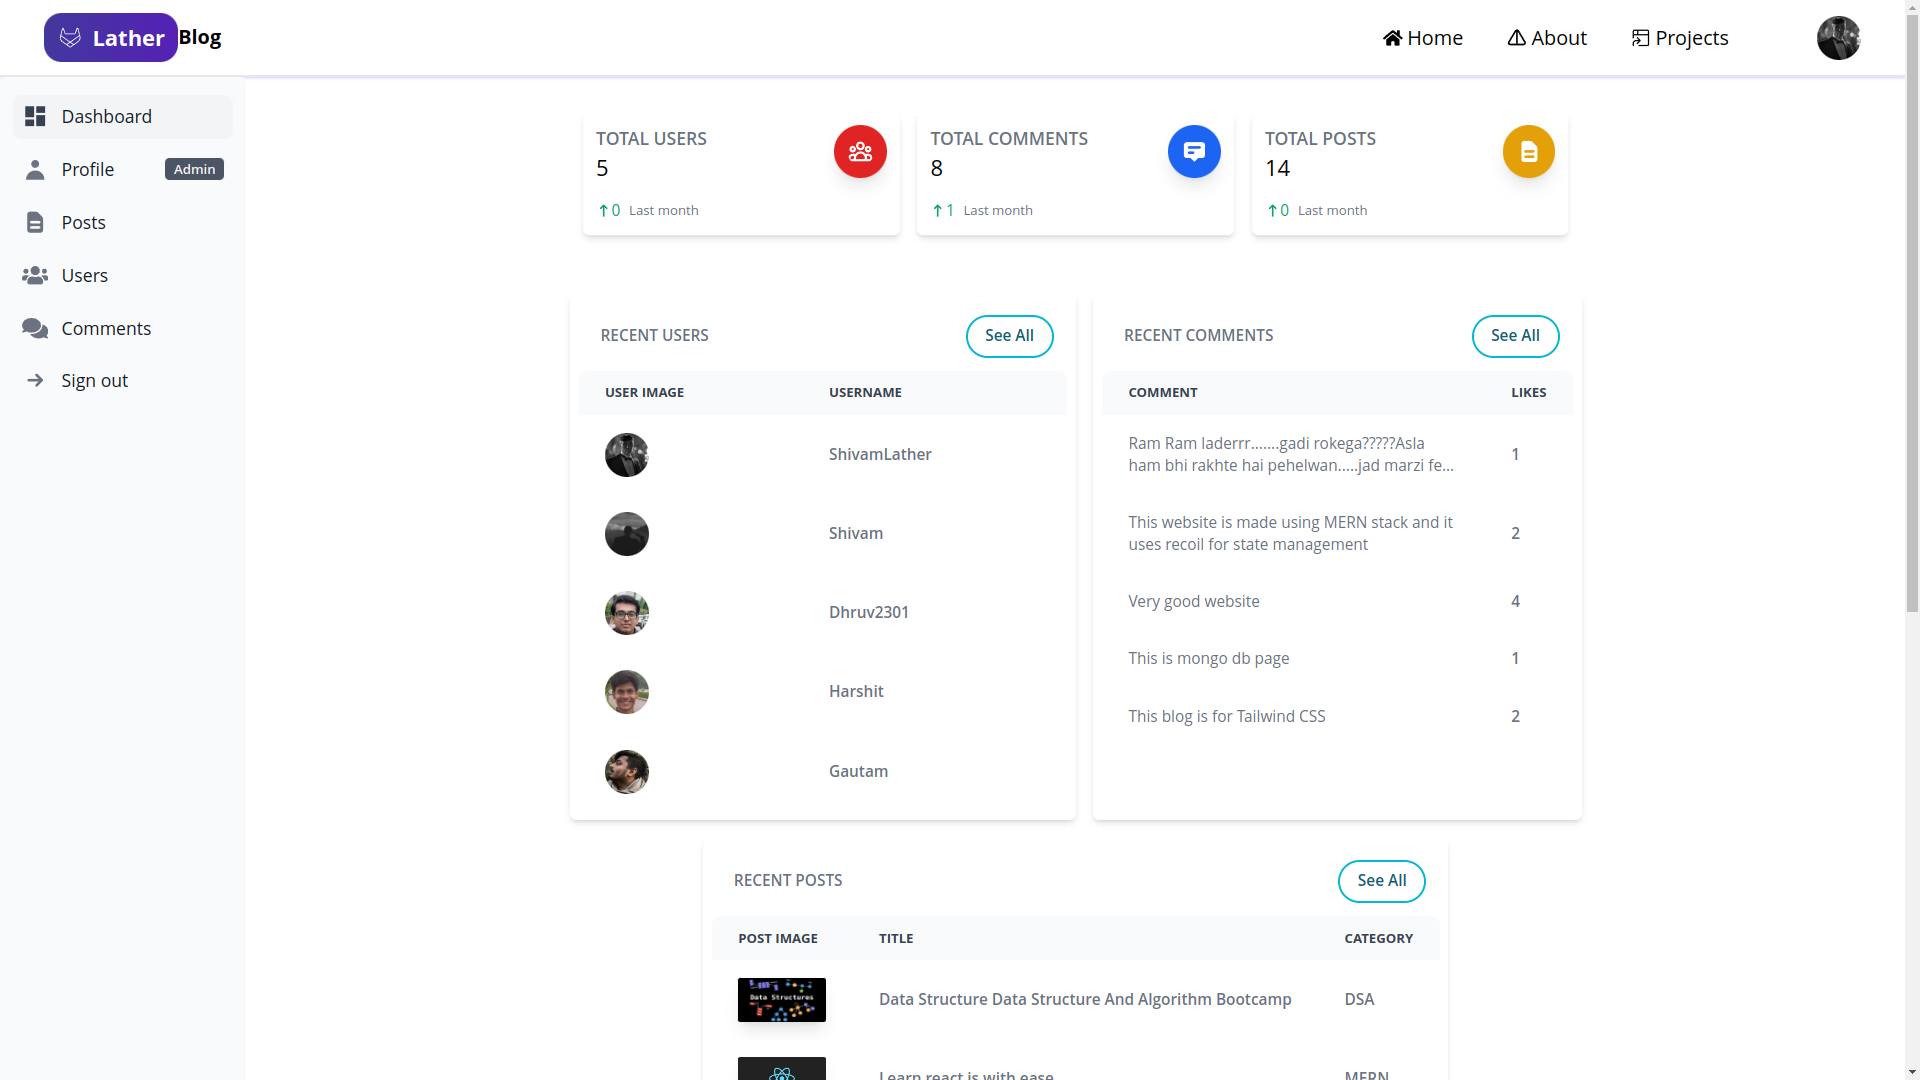 Lather Blog
Home
About
Projects
Dashboard
Profile Admin
Posts
Users
Comments
Sign out
TOTAL USERS
5
0 Last month
TOTAL COMMENTS
8
1 Last month
TOTAL POSTS
14
0 Last month
RECENT USERS See All
USER IMAGE USERNAME
ShivamLather
Shivam
Dhruv2301
Harshit
Gautam
RECENT COMMENTS See All
COMMENT LIKES
Ram Ram laderrr.......gadi rokega?????Asla
ham bhi rakhte hai pehelwan.....jad marzi fe...
1
This website is made using MERN stack and it
uses recoil for state management
2
Very good website 4
This is mongo db page 1
This blog is for Tailwind CSS 2
RECENT POSTS See All
POST IMAGE TITLE CATEGORY
Data Structures
Data Structure Data Structure And Algorithm Bootcamp DSA
Learn react js with ease MERN